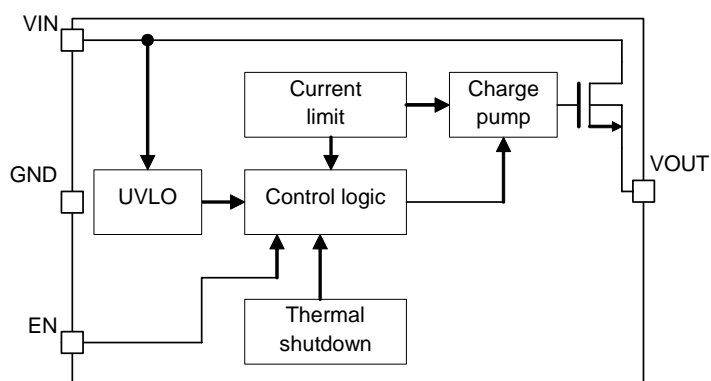 VIN
Current
limit
Charge
pump
GND
VOUT
UVLO
Control logic
EN
Thermal
shutdown